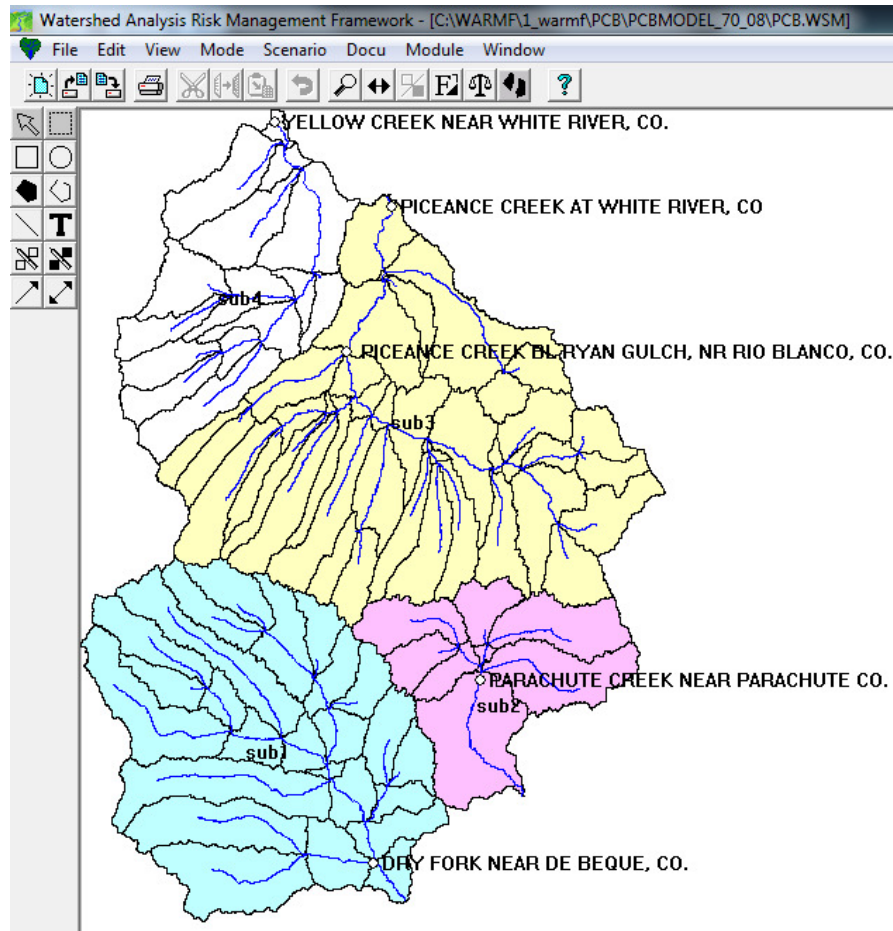 Watershed Analysis Risk Management Framework - [C:\WARMF\1_warmf\PCB\PCBMODEL_70_08\PCB.WSM]
File Edit View Mode Scenario Docu Module Window
F
?
T
YELLOW CREEK NEAR WHITE RIVER, CO.
PICEANCE CREEK AT WHITE RIVER, CO
sub4
PICEANCE CREEK BL RYAN GULCH, NR RIO BLANCO, CO.
sub3
PARACHUTE CREEK NEAR PARACHUTE CO.
sub2
sub1
DRY FORK NEAR DE BEQUE, CO.